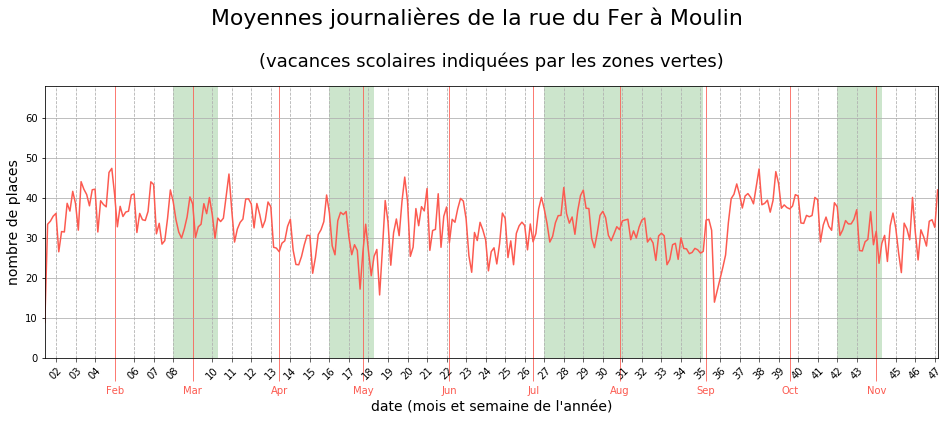 Moyennes journalières de la rue du Fer à Moulin
(vacances scolaires indiquées par les zones vertes)
nombre de places
60
50
40
30
20
10
0
02 03 04 06 07 08 10 11 12 13 14 15 16 17 18 19 20 21 22 23 24 25 26 27 28 29 30 31 32 33 34 35 36 37 38 39 40 41 42 43 45 46 47
Feb Mar Apr May Jun Jul Aug Sep Oct Nov
date (mois et semaine de l'année)